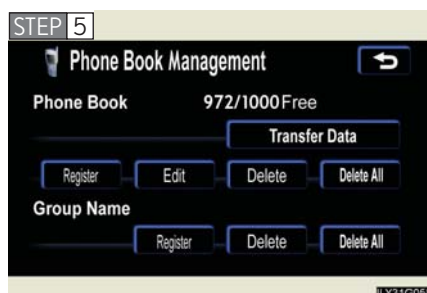 STEP 5
Phone Book Management
Phone Book 972/1000 Free
Transfer Data
Register Edit Delete Delete All
Group Name
Register Delete Delete All